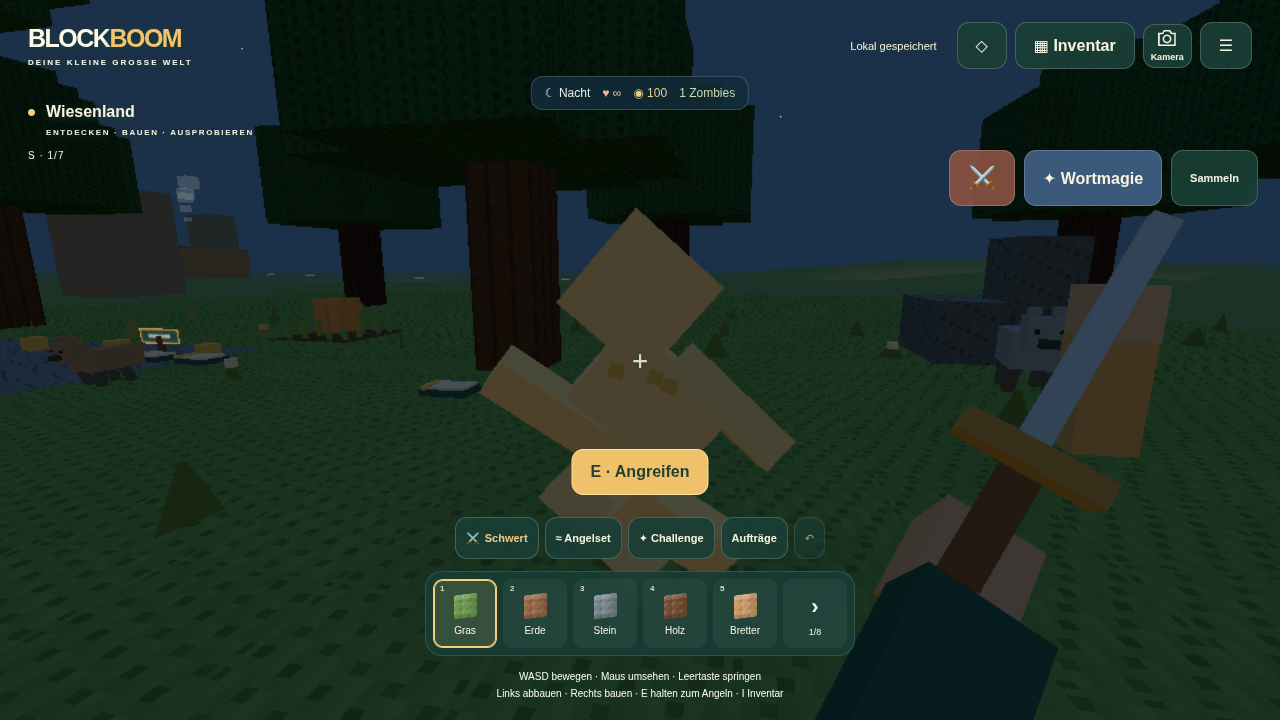 BLOCKBOOM
DEINE KLEINE GROSSE WELT
Wiesenland
ENTDECKEN · BAUEN · AUSPROBIEREN
S · 1/7
Lokal gespeichert
Inventar
Kamera
Nacht ♥ ∞ 100 1 Zombies
Wortmagie
Sammeln
E · Angreifen
Schwert
Angelset
Challenge
Aufträge
1 2 3 4 5
Gras Erde Stein Holz Bretter 1/8
WASD bewegen · Maus umsehen · Leertaste springen
Links abbauen · Rechts bauen · E halten zum Angeln · I Inventar